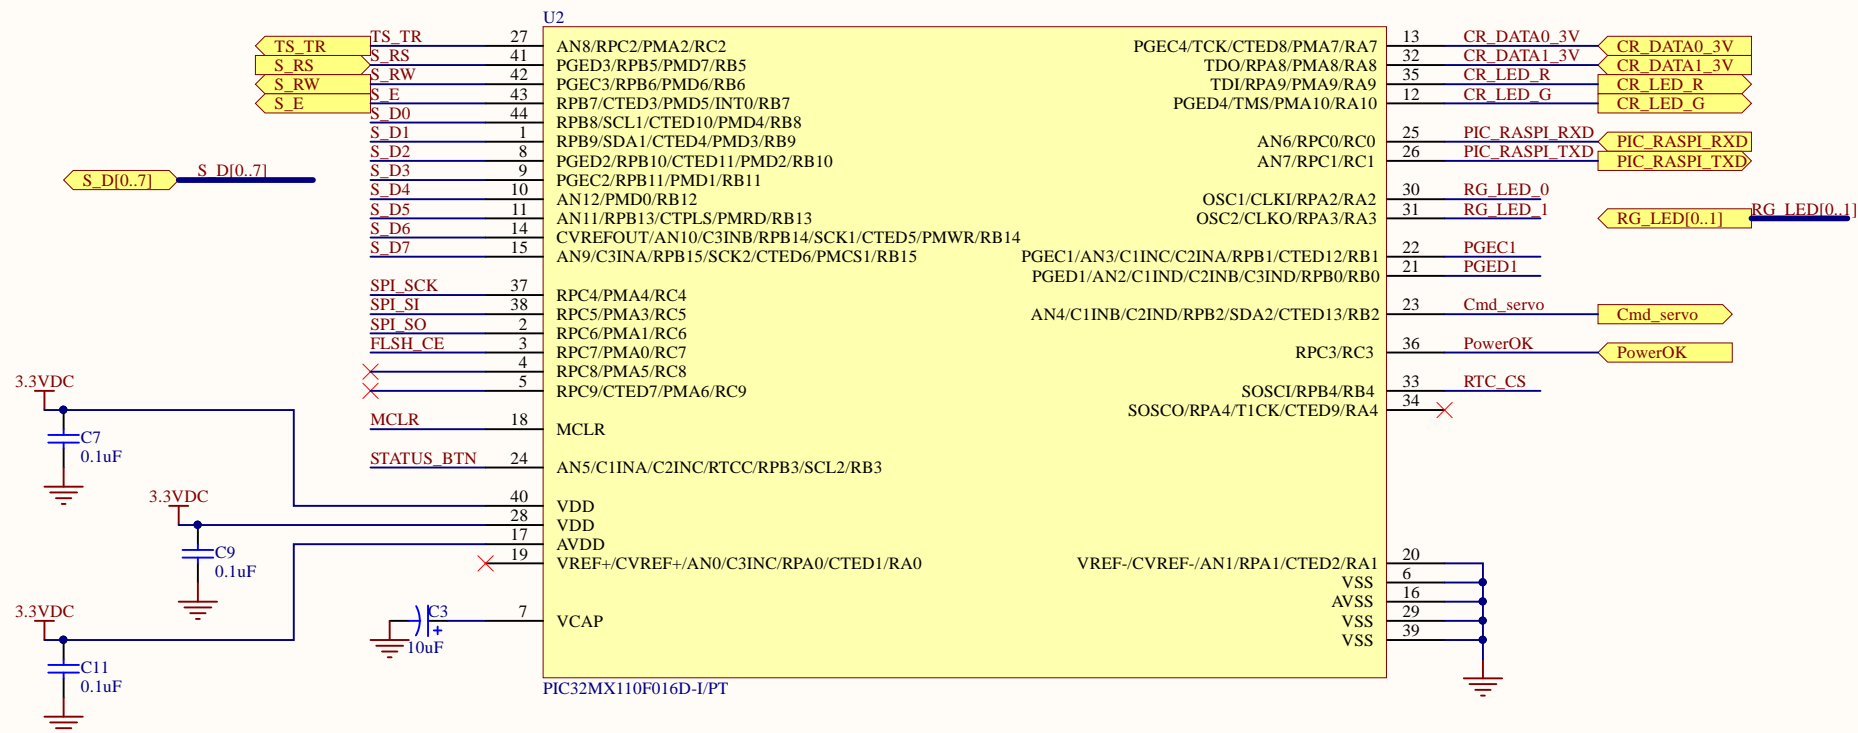 U2
TS_TR TS_TR 27 AN8/RPC2/PMA2/RC2 PGEC4/TCK/CTED8/PMA7/RA7 13 CR_DATA0_3V CR_DATA0_3V
S_RS S_RS 41 PGED3/RPB5/PMD7/RB5 TDO/RPA8/PMA8/RA8 32 CR_DATA1_3V CR_DATA1_3V
S_RW S_RW 42 PGEC3/RPB6/PMD6/RB6 TDI/RPA9/PMA9/RA9 35 CR_LED_R CR_LED_R
S_E S_E 43 RPB7/CTED3/PMD5/INT0/RB7 PGED4/TMS/PMA10/RA10 12 CR_LED_G CR_LED_G
S_D0 44 RPB8/SCL1/CTED10/PMD4/RB8
S_D1 1 RPB9/SDA1/CTED4/PMD3/RB9 AN6/RPC0/RC0 25 PIC_RASPI_RXD PIC_RASPI_RXD
S_D2 8 PGED2/RPB10/CTED11/PMD2/RB10 AN7/RPC1/RC1 26 PIC_RASPI_TXD PIC_RASPI_TXD
S_D[0..7] S_D[0..7] S_D3 9 PGEC2/RPB11/PMD1/RB11
S_D4 10 AN12/PMD0/RB12 OSC1/CLKI/RPA2/RA2 30 RG_LED_0
S_D5 11 AN11/RPB13/CTPLS/PMRD/RB13 OSC2/CLKO/RPA3/RA3 31 RG_LED_1 RG_LED[0..1] RG_LED[0..1]
S_D6 14 CVREFOUT/AN10/C3INB/RPB14/SCK1/CTED5/PMWR/RB14
S_D7 15 AN9/C3INA/RPB15/SCK2/CTED6/PMCS1/RB15 PGEC1/AN3/C1INC/C2INA/RPB1/CTED12/RB1 22 PGEC1
PGED1/AN2/C1IND/C2INB/C3IND/RPB0/RB0 21 PGED1
SPI_SCK 37 RPC4/PMA4/RC4
SPI_SI 38 RPC5/PMA3/RC5 AN4/C1INB/C2IND/RPB2/SDA2/CTED13/RB2 23 Cmd_servo Cmd_servo
SPI_SO 2 RPC6/PMA1/RC6
FLSH_CE 3 RPC7/PMA0/RC7 RPC3/RC3 36 PowerOK PowerOK
4 RPC8/PMA5/RC8
3.3VDC 5 RPC9/CTED7/PMA6/RC9 SOSCI/RPB4/RB4 33 RTC_CS
SOSCO/RPA4/T1CK/CTED9/RA4 34
MCLR 18 MCLR
C7
0.1uF
STATUS_BTN 24 AN5/C1INA/C2INC/RTCC/RPB3/SCL2/RB3
3.3VDC 40 VDD
28 VDD
17 AVDD
C9
19 VREF+/CVREF+/AN0/C3INC/RPA0/CTED1/RA0 VREF-/CVREF-/AN1/RPA1/CTED2/RA1 20
0.1uF
VSS 6
AVSS 16
3.3VDC C3 + 7 VCAP VSS 29
10uF VSS 39
C11
0.1uF
PIC32MX110F016D-I/PT